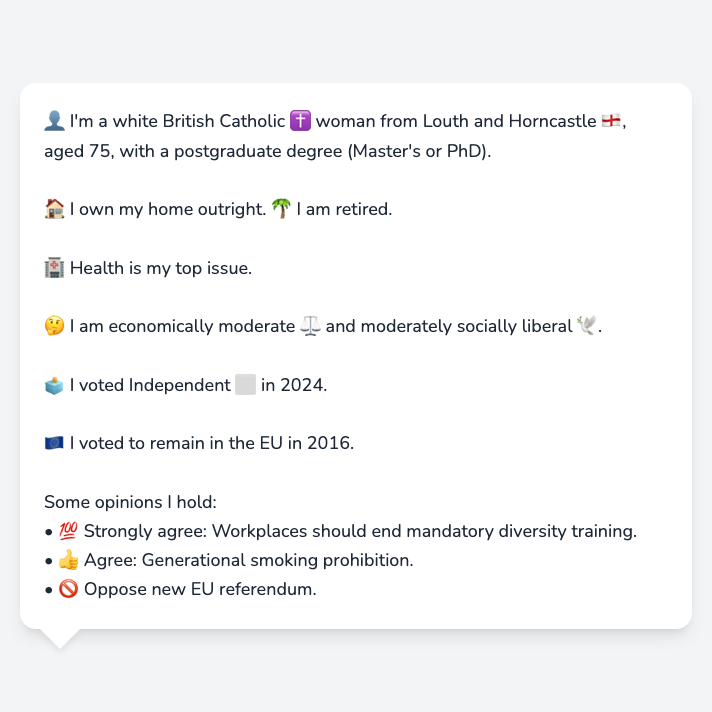 👤 I'm a white British Catholic ✝️ woman from Louth and Horncastle 🏴󠁧󠁢󠁥󠁮󠁧󠁿,
aged 75, with a postgraduate degree (Master's or PhD).
🏠 I own my home outright. 🌴 I am retired.
🏥 Health is my top issue.
🤔 I am economically moderate ⚖️ and moderately socially liberal 🕊️.
🗳️ I voted Independent ⬜ in 2024.
🇪🇺 I voted to remain in the EU in 2016.
Some opinions I hold:
• 💯 Strongly agree: Workplaces should end mandatory diversity training.
• 👍 Agree: Generational smoking prohibition.
• 🚫 Oppose new EU referendum.